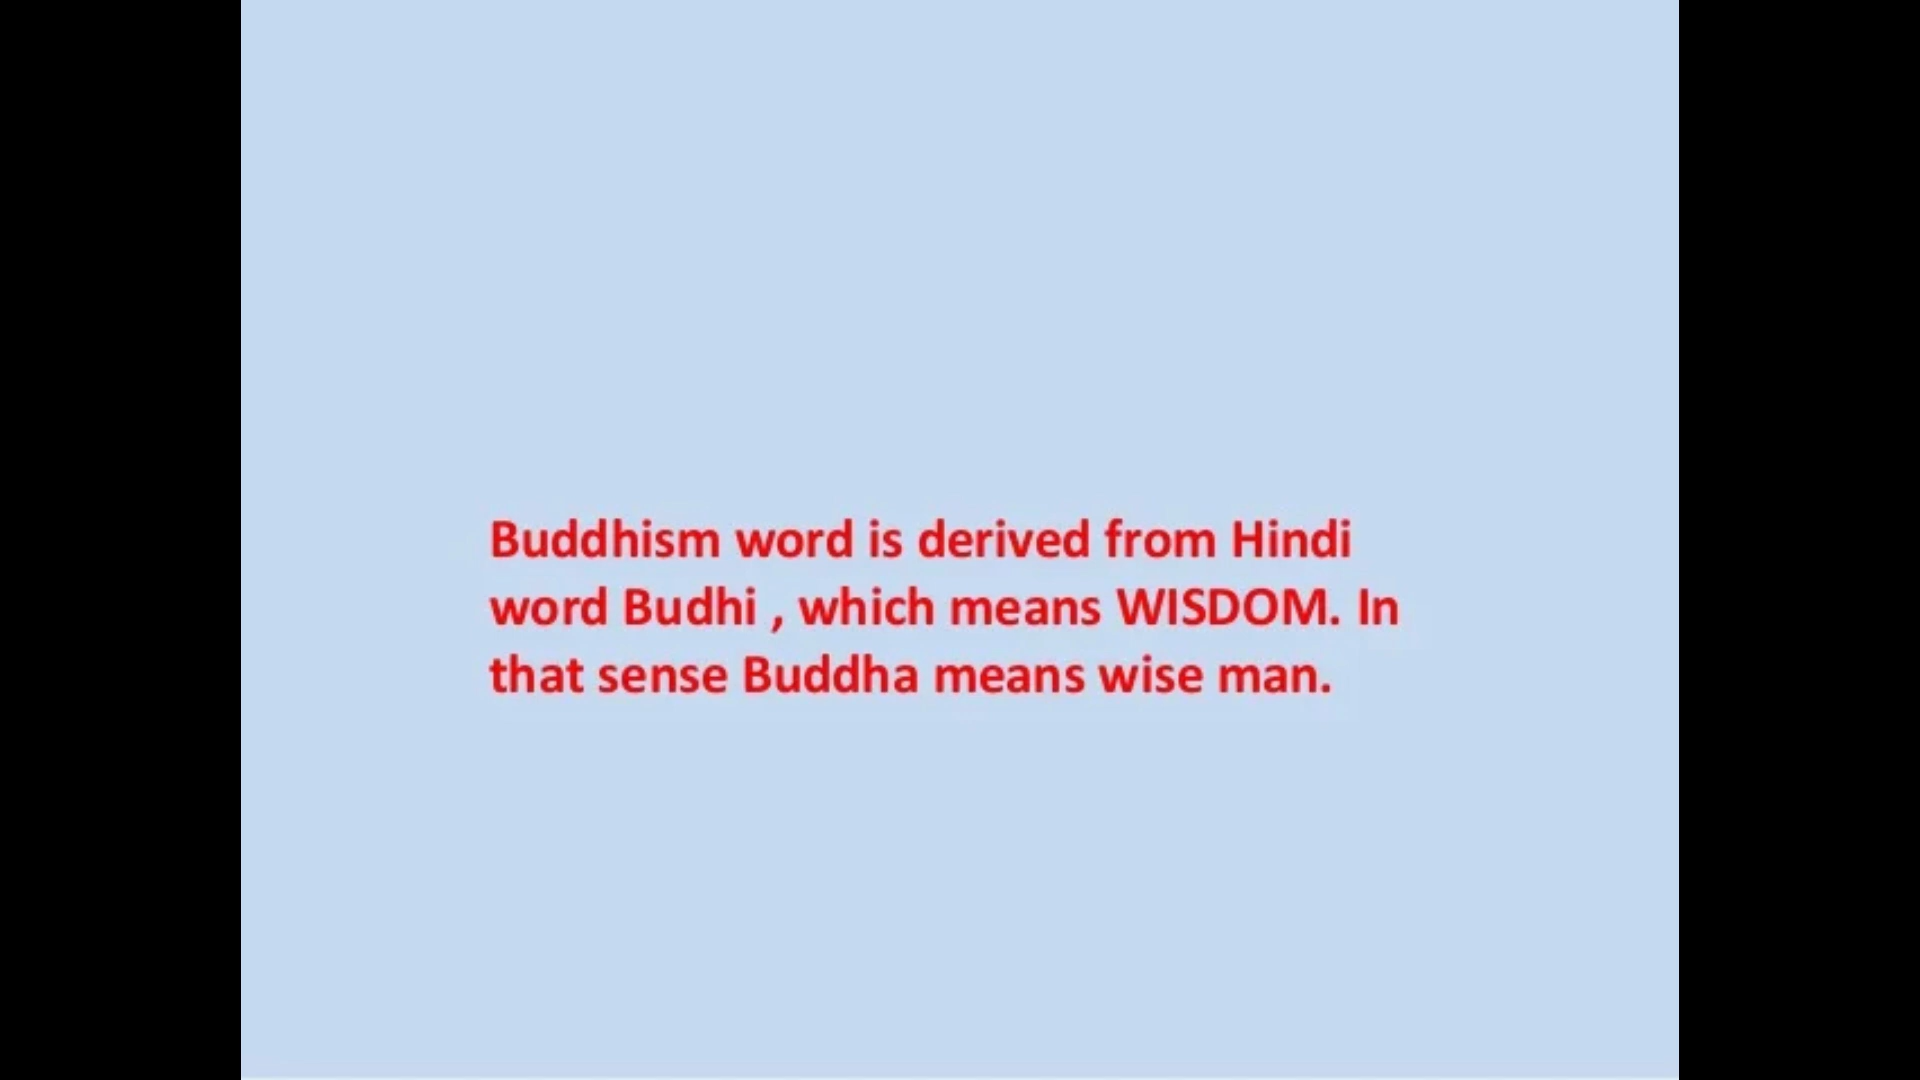 Buddhism word is derived from Hindi
word Budhi , which means WISDOM. In
that sense Buddha means wise man.